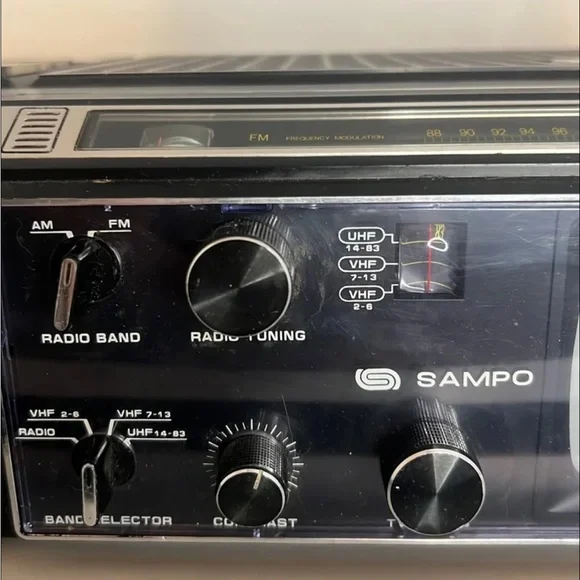 FM FREQUENCY MODULATION 88 90 92 94 96
AM FM
UHF
14-83
VHF
7-13
VHF
2-6
RADIO BAND
RADIO TUNING
SAMPO
VHF 2-6 VHF 7-13
RADIO UHF 14-83
BAND SELECTOR
CONTRAST